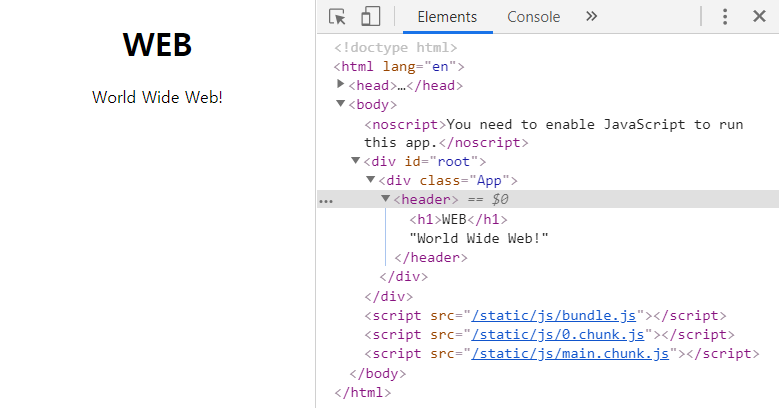 WEB
World Wide Web!
Elements Console »
<!doctype html>
<html lang="en">
<head>…</head>
<body>
<noscript>You need to enable JavaScript to run
this app.</noscript>
<div id="root">
<div class="App">
… <header> == $0
<h1>WEB</h1>
"World Wide Web!"
</header>
</div>
</div>
<script src="/static/js/bundle.js"></script>
<script src="/static/js/0.chunk.js"></script>
<script src="/static/js/main.chunk.js"></script>
</body>
</html>